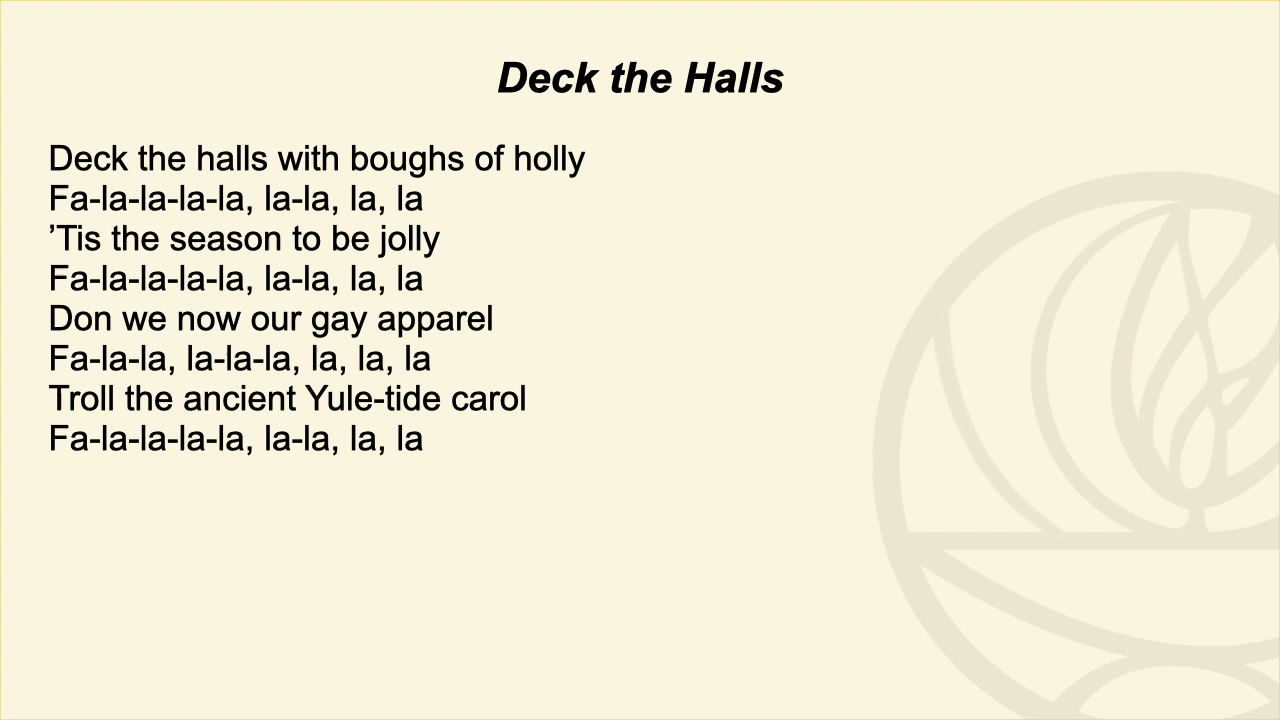 Deck the Halls
Deck the halls with boughs of holly
Fa-la-la-la-la, la-la, la, la
’Tis the season to be jolly
Fa-la-la-la-la, la-la, la, la
Don we now our gay apparel
Fa-la-la, la-la-la, la, la, la
Troll the ancient Yule-tide carol
Fa-la-la-la-la, la-la, la, la